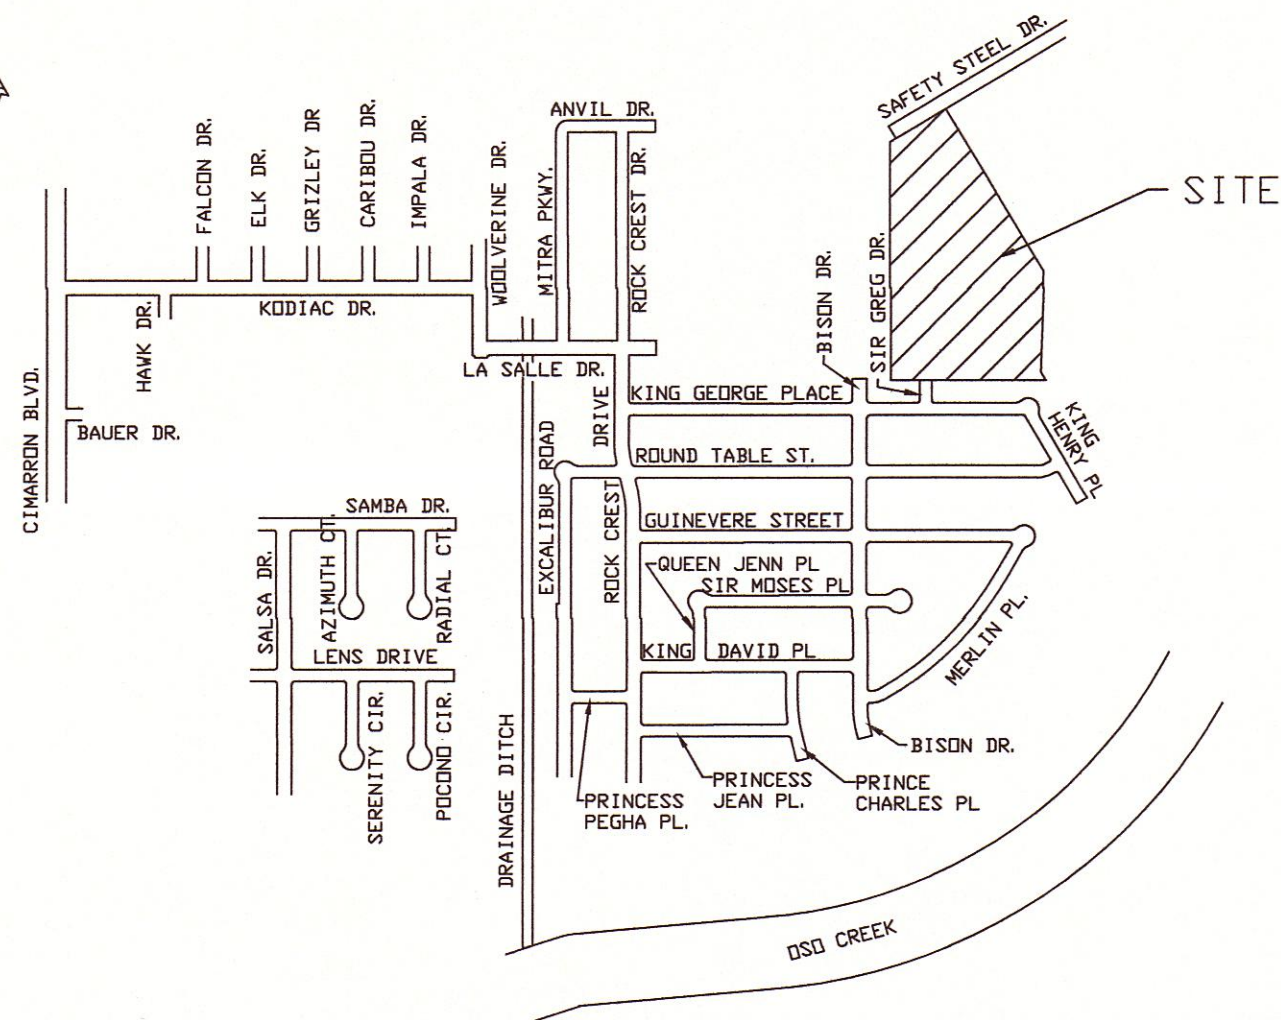 SAFETY STEEL DR.
ANVIL DR.
FALCON DR.
ELK DR.
GRIZLEY DR
CARIBOU DR.
IMPALA DR.
WOOLVERINE DR.
MITRA PKWY.
ROCK CREST DR.
SITE
BISON DR.
SIR GREG DR.
HAWK DR.
KODIAC DR.
LA SALLE DR.
CIMARRON BLVD.
BAUER DR.
KING GEORGE PLACE
KING
HENRY PL
EXCALIBUR ROAD
DRIVE
ROCK CREST
ROUND TABLE ST.
GUINEVERE STREET
SAMBA DR.
SALSA DR.
AZIMUTH CT.
RADIAL CT.
QUEEN JENN PL
SIR MOSES PL
KING DAVID PL
MERLIN PL.
LENS DRIVE
SERENITY CIR.
POCONO CIR.
DRAINAGE DITCH
BISON DR.
PRINCESS
PEGHA PL.
PRINCESS
JEAN PL.
PRINCE
CHARLES PL
OSO CREEK